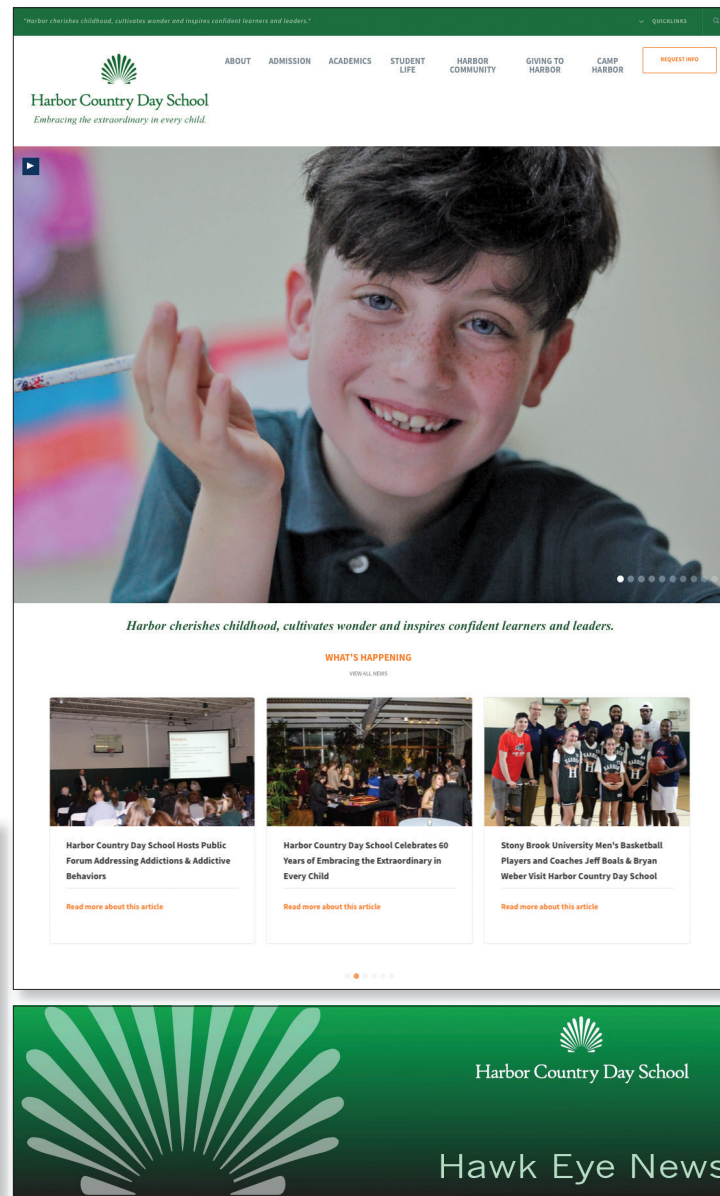 "Harbor cherishes childhood, cultivates wonder and inspires confident learners and leaders."
QUICKLINKS
ABOUT
ADMISSION
ACADEMICS
STUDENT
LIFE
HARBOR
COMMUNITY
GIVING TO
HARBOR
CAMP
HARBOR
REQUEST INFO
Harbor Country Day School
Embracing the extraordinary in every child.
Harbor cherishes childhood, cultivates wonder and inspires confident learners and leaders.
WHAT'S HAPPENING
VIEW ALL NEWS
HARBOR
H
HARBOR
H
Harbor Country Day School Hosts Public
Forum Addressing Addictions & Addictive
Behaviors
Read more about this article
Harbor Country Day School Celebrates 60
Years of Embracing the Extraordinary in
Every Child
Read more about this article
Stony Brook University Men's Basketball
Players and Coaches Jeff Boals & Bryan
Weber Visit Harbor Country Day School
Read more about this article
Harbor Country Day School
Hawk Eye News